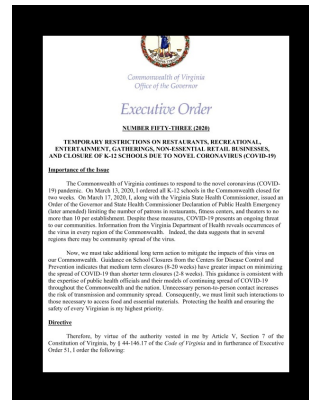 Commonwealth of Virginia
Office of the Governor
Executive Order
NUMBER FIFTY-THREE (2020)
TEMPORARY RESTRICTIONS ON RESTAURANTS, RECREATIONAL,
ENTERTAINMENT, GATHERINGS, NON-ESSENTIAL RETAIL BUSINESSES,
AND CLOSURE OF K-12 SCHOOLS DUE TO NOVEL CORONAVIRUS (COVID-19)
Importance of the Issue
The Commonwealth of Virginia continues to respond to the novel coronavirus (COVID-
19) pandemic. On March 13, 2020, I ordered all K-12 schools in the Commonwealth closed for
two weeks. On March 17, 2020, I, along with the Virginia State Health Commissioner, issued an
Order of the Governor and State Health Commissioner Declaration of Public Health Emergency
(later amended) limiting the number of patrons in restaurants, fitness centers, and theaters to no
more than 10 per establishment. Despite these measures, COVID-19 presents an ongoing threat
to our communities. Information from the Virginia Department of Health reveals occurrences of
the virus in every region of the Commonwealth. Indeed, the data suggests that in several
regions there may be community spread of the virus.
Now, we must take additional long term action to mitigate the impacts of this virus on
our Commonwealth. Guidance on School Closures from the Centers for Disease Control and
Prevention indicates that medium term closures (8-20 weeks) have greater impact on minimizing
the spread of COVID-19 than shorter term closures (2-8 weeks). This guidance is consistent with
the expertise of public health officials and their models of continuing spread of COVID-19
throughout the Commonwealth and the nation. Unnecessary person-to-person contact increases
the risk of transmission and community spread. Consequently, we must limit such interactions to
those necessary to access food and essential materials. Protecting the health and ensuring the
safety of every Virginian is my highest priority.
Directive
Therefore, by virtue of the authority vested in me by Article V, Section 7 of the
Constitution of Virginia, by § 44-146.17 of the Code of Virginia and in furtherance of Executive
Order 51, I order the following: